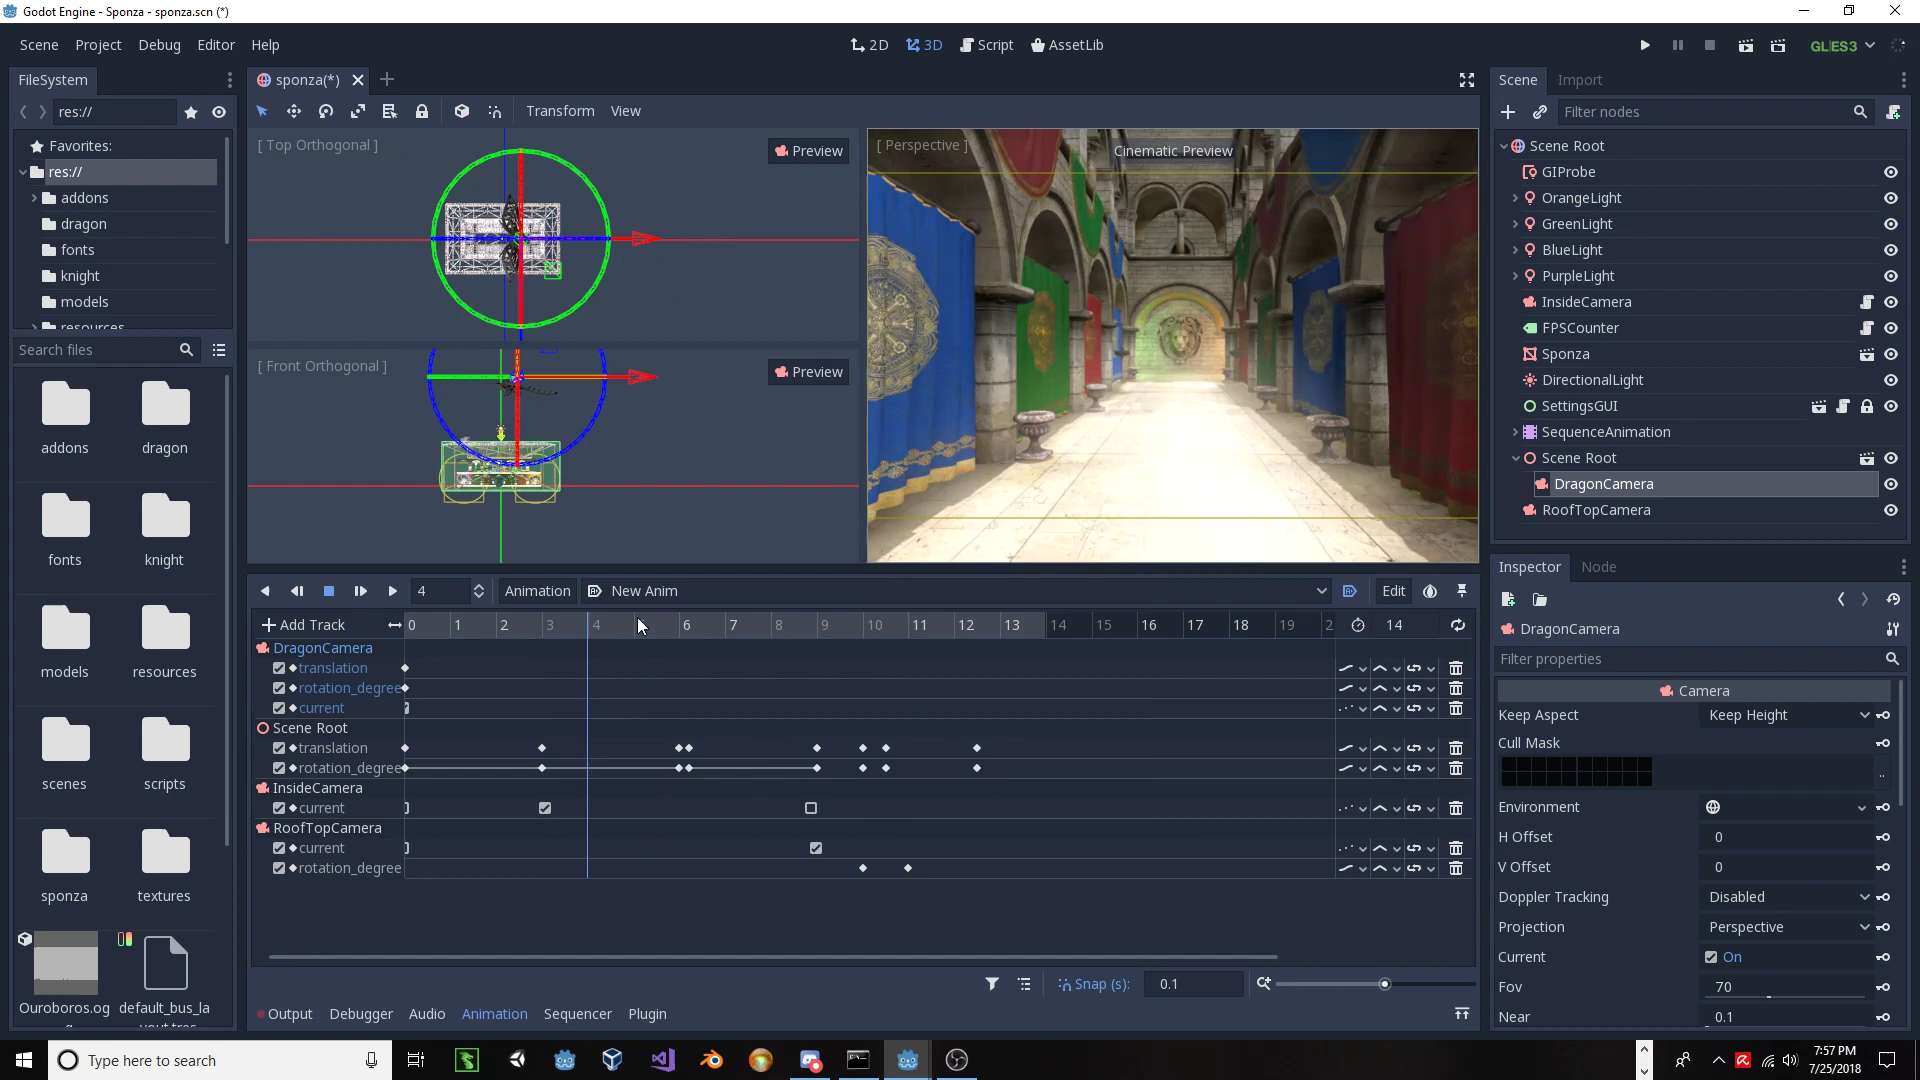 Godot Engine - Sponza - sponza.scn (*)
Scene Project Debug Editor Help
2D 3D Script AssetLib
GLES3
FileSystem
res://
Favorites:
res://
addons
dragon
fonts
knight
models
resources
Search files
addons dragon
fonts knight
models resources
scenes scripts
sponza textures
Ouroboros.og
g
default_bus_la
yout.tres
sponza(*)
Transform View
[ Top Orthogonal ]
Preview
[ Front Orthogonal ]
Preview
[ Perspective ]
Cinematic Preview
4 Animation New Anim Edit
Add Track
0 1 2 3 4 6 7 8 9 10 11 12 13 14 15 16 17 18 19 2
14
DragonCamera
translation
rotation_degree
current
Scene Root
translation
rotation_degree
InsideCamera
current
RoofTopCamera
current
rotation_degree
Snap (s): 0.1
Output Debugger Audio Animation Sequencer Plugin
Scene Import
Filter nodes
Scene Root
GIProbe
OrangeLight
GreenLight
BlueLight
PurpleLight
InsideCamera
FPSCounter
Sponza
DirectionalLight
SettingsGUI
SequenceAnimation
Scene Root
DragonCamera
RoofTopCamera
Inspector Node
DragonCamera
Filter properties
Camera
Keep Aspect Keep Height
Cull Mask
..
Environment
H Offset 0
V Offset 0
Doppler Tracking Disabled
Projection Perspective
Current On
Fov 70
Near 0.1
Type here to search
7:57 PM
7/25/2018